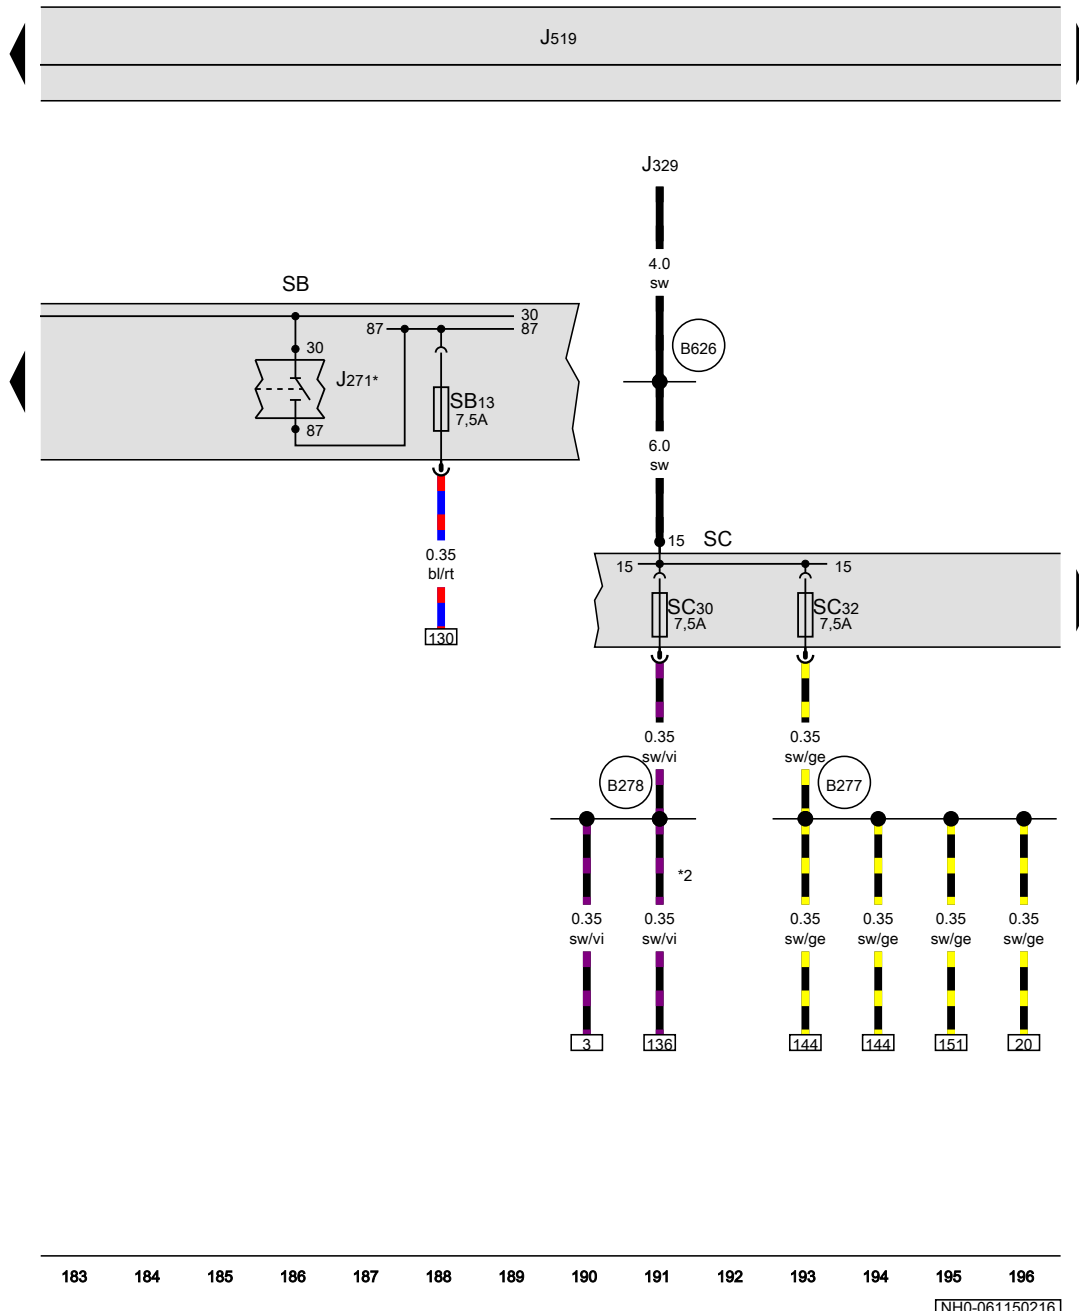 J519
J329
4.0
sw
SB
30
87
87
30
J271*
87
SB13
7,5A
B626
6.0
sw
15
SC
15
15
SC30
7,5A
SC32
7,5A
0.35
bl/rt
130
0.35
sw/vi
0.35
sw/ge
B278
B277
*2
0.35
sw/vi
0.35
sw/vi
0.35
sw/ge
0.35
sw/ge
0.35
sw/ge
0.35
sw/ge
3
136
144
144
151
20
183 184 185 186 187 188 189 190 191 192 193 194 195 196
NH0-061150216